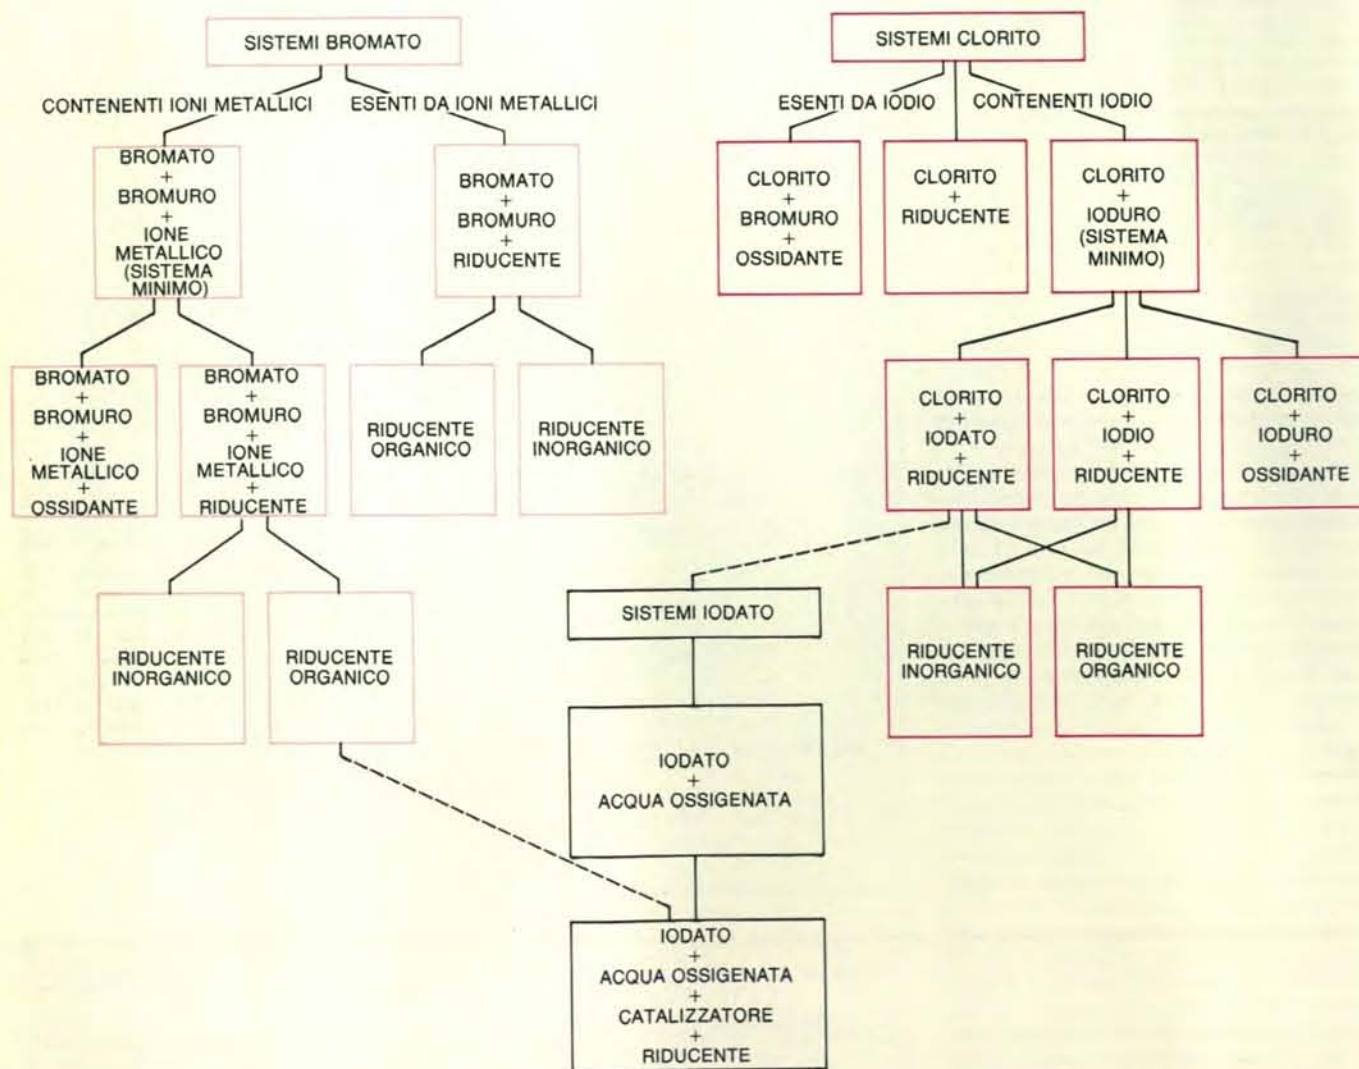 SISTEMI BROMATO
CONTENENTI IONI METALLICI
ESENTI DA IONI METALLICI
BROMATO
+
BROMURO
+
IONE
METALLICO
(SISTEMA
MINIMO)
BROMATO
+
BROMURO
+
RIDUCENTE
BROMATO
+
BROMURO
+
IONE
METALLICO
+
OSSIDANTE
BROMATO
+
BROMURO
+
IONE
METALLICO
+
RIDUCENTE
RIDUCENTE
ORGANICO
RIDUCENTE
INORGANICO
RIDUCENTE
INORGANICO
RIDUCENTE
ORGANICO
SISTEMI CLORITO
ESENTI DA IODIO
CONTENENTI IODIO
CLORITO
+
BROMURO
+
OSSIDANTE
CLORITO
+
RIDUCENTE
CLORITO
+
IODURO
(SISTEMA
MINIMO)
CLORITO
+
IODATO
+
RIDUCENTE
CLORITO
+
IODIO
+
RIDUCENTE
CLORITO
+
IODURO
+
OSSIDANTE
RIDUCENTE
INORGANICO
RIDUCENTE
ORGANICO
SISTEMI IODATO
IODATO
+
ACQUA OSSIGENATA
IODATO
+
ACQUA OSSIGENATA
+
CATALIZZATORE
+
RIDUCENTE